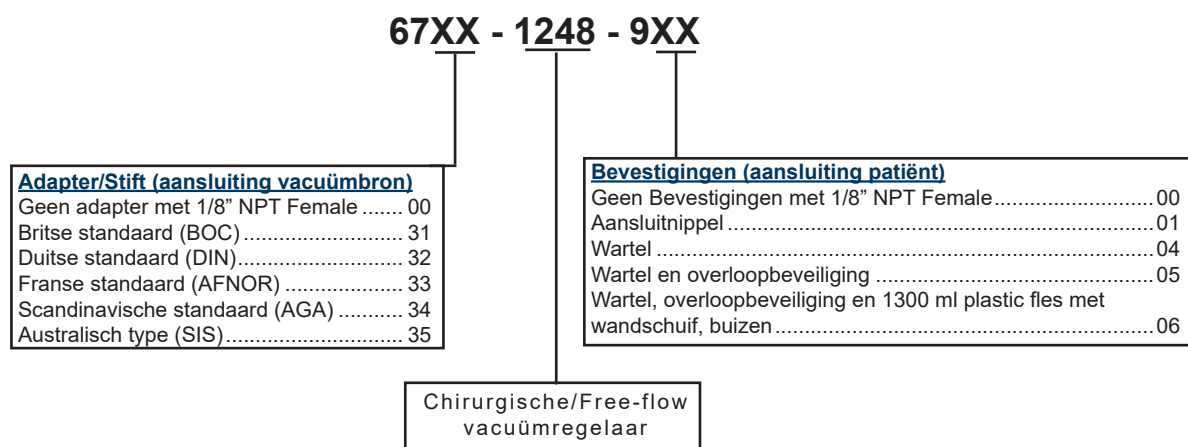 67XX - 1248 - 9XX
Adapter/Stift (aansluiting vacuümbron)
Geen adapter met 1/8” NPT Female ....... 00
Britse standaard (BOC) ........................... 31
Duitse standaard (DIN) ............................ 32
Franse standaard (AFNOR) ..................... 33
Scandinavische standaard (AGA) ........... 34
Australisch type (SIS) .............................. 35
Bevestigingen (aansluiting patiënt)
Geen Bevestigingen met 1/8” NPT Female ........................... 00
Aansluitnippel ......................................................................... 01
Wartel ..................................................................................... 04
Wartel en overloopbeveiliging ................................................ 05
Wartel, overloopbeveiliging en 1300 ml plastic fles met
wandschuif, buizen ................................................................. 06
Chirurgische/Free-flow
vacuümregelaar